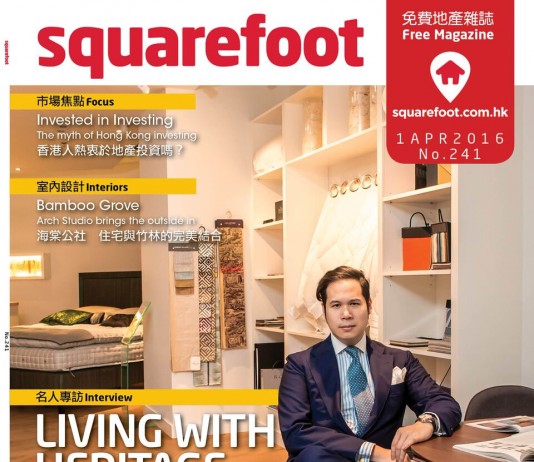 squarefoot
squarefoot
免費地產雜誌
Free Magazine
squarefoot.com.hk
1 APR 2016
No.241
市場焦點 Focus
Invested in Investing
The myth of Hong Kong investing
香港人熱衷於地產投資嗎？
室內設計 Interiors
Bamboo Grove
Arch Studio brings the outside in
海棠公社 住宅與竹林的完美結合
No.241
名人專訪 Interview
LIVING WITH
HERITAGE